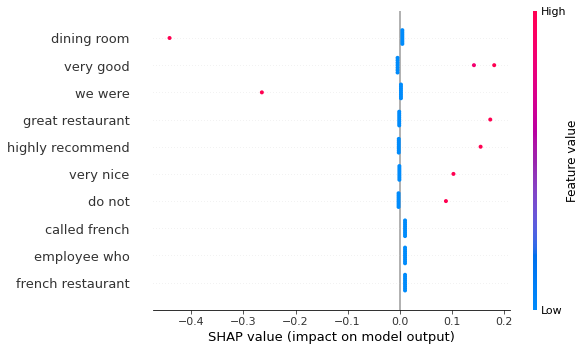 High
dining room
very good
we were
great restaurant
highly recommend
very nice
do not
called french
employee who
french restaurant
Feature value
Low
−0.4 −0.3 −0.2 −0.1 0.0 0.1 0.2
SHAP value (impact on model output)